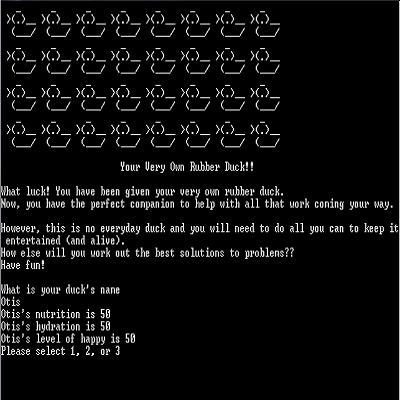 Your Very Own Rubber Duck!!
What luck! You have been given your very own rubber duck.
Now, you have the perfect companion to help with all that work coming your way.
However, this is no everyday duck and you will need to do all you can to keep it
entertained (and alive).
How else will you work out the best solutions to problems??
Have fun!
What is your duck's name
Otis
Otis's nutrition is 50
Otis's hydration is 50
Otis's level of happy is 50
Please select 1, 2, or 3